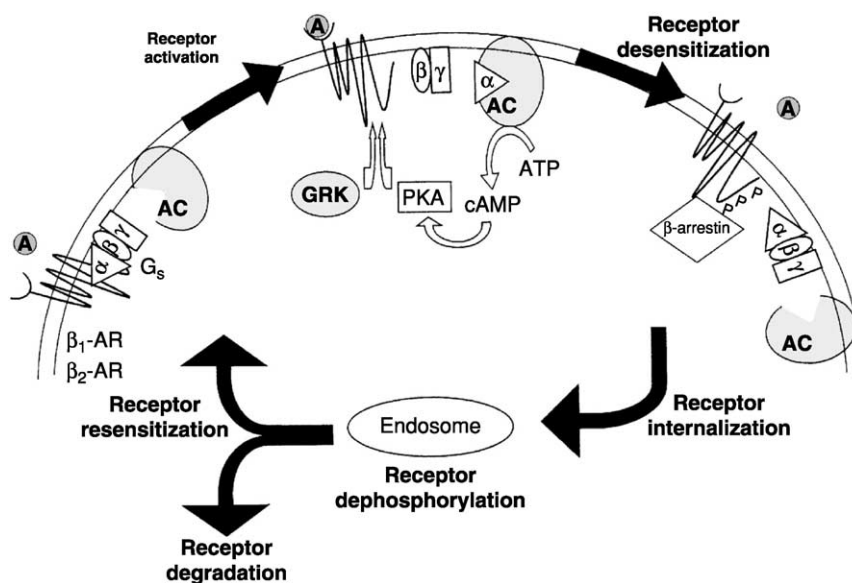 Receptor
activation
A
β γ
α
AC
Receptor
desensitization
A
ATP
GRK
PKA
cAMP
P P P
β-arrestin
α
β
γ
AC
AC
A
α β γ
Gs
β1-AR
β2-AR
Receptor
resensitization
Endosome
Receptor
dephosphorylation
Receptor
internalization
Receptor
degradation